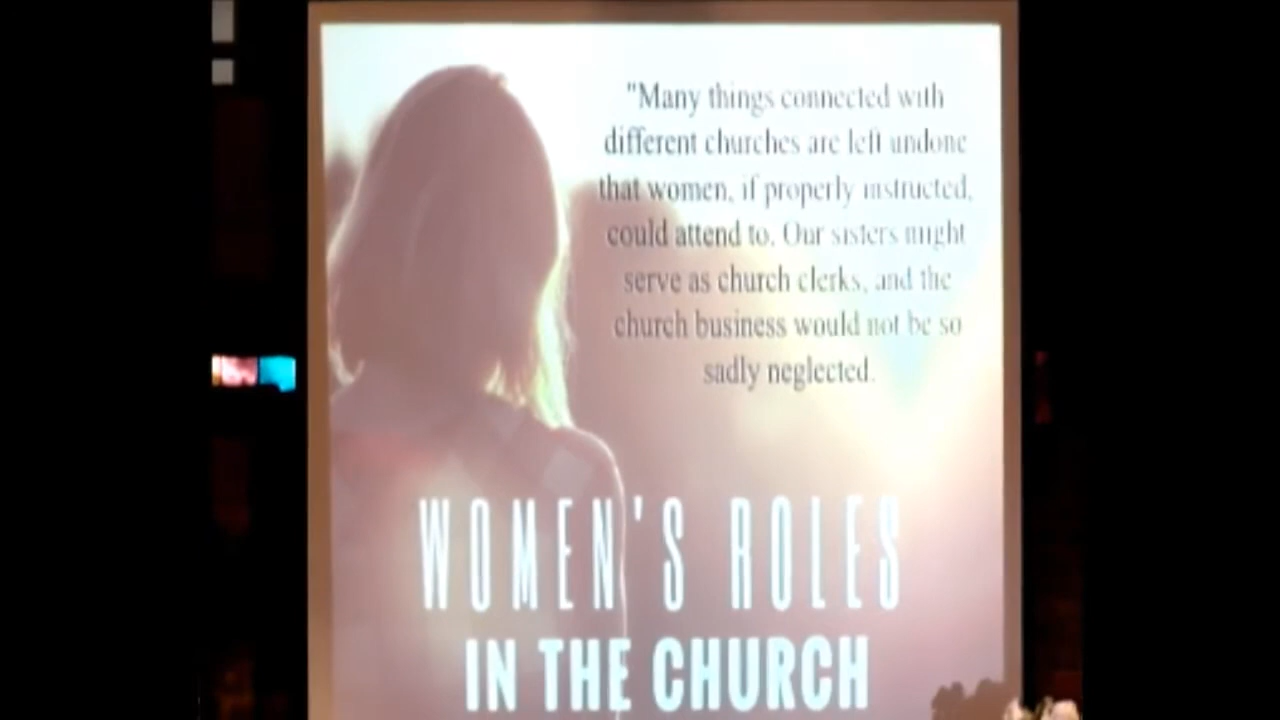 "Many things connected with
different churches are left undone
that women, if properly instructed,
could attend to. Our sisters might
serve as church clerks, and the
church business would not be so
sadly neglected.
WOMEN'S ROLES
IN THE CHURCH